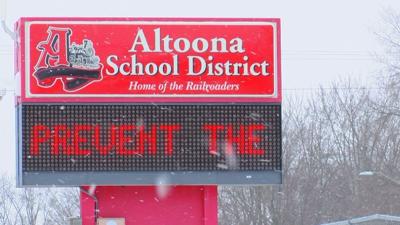 Altoona
School District
Home of the Railroaders
PREVENT THE